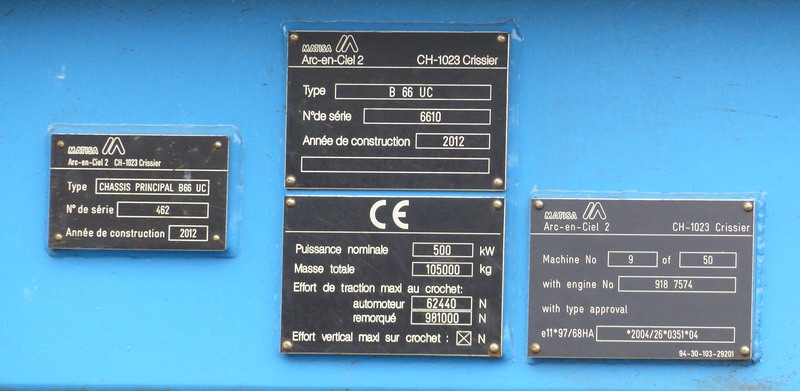 MATISA
Arc-en-Ciel 2 CH-1023 Crissier
Type CHASSIS PRINCIPAL B66 UC
N° de série 462
Année de construction 2012
MATISA
Arc-en-Ciel 2 CH-1023 Crissier
Type B 66 UC
N° de série 6610
Année de construction 2012
CE
Puissance nominale 500 kW
Masse totale 105000 kg
Effort de traction maxi au crochet:
automoteur 62440 N
remorqué 981000 N
Effort vertical maxi sur crochet : N
MATISA
Arc-en-Ciel 2 CH-1023 Crissier
Machine No 9 of 50
with engine No 918 7574
with type approval
e11*97/68HA *2004/26*0351*04
94-30-103-29201